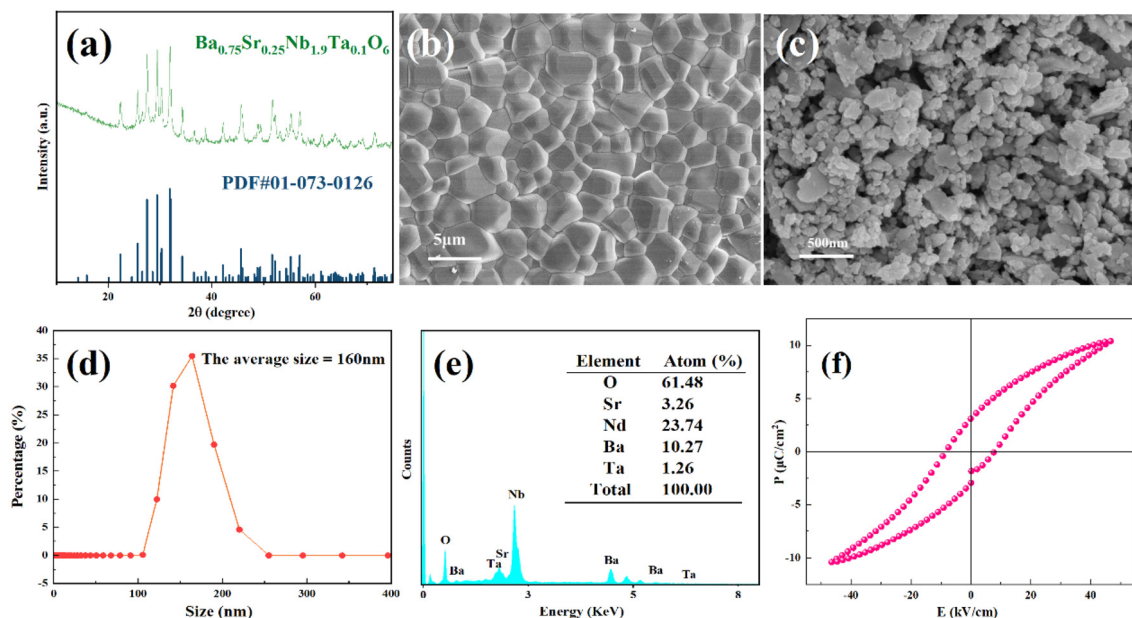 (a)
Ba0.75Sr0.25Nb1.9Ta0.1O6
PDF#01-073-0126
Intensity (a.u.)
20 40 60
2θ (degree)
(b)
5μm
(c)
500nm
(d)
The average size = 160nm
40
35
30
25
20
15
10
5
0
-5
Percentage (%)
0 100 200 300 400
Size (nm)
(e)
Element Atom (%)
O 61.48
Sr 3.26
Nd 23.74
Ba 10.27
Ta 1.26
Total 100.00
Counts
O
Ba
Ta
Sr
Nb
Ba
Ba
Ta
0 3 5 8
Energy (KeV)
(f)
10
5
0
-5
-10
P (μC/cm2)
-40 -20 0 20 40
E (kV/cm)